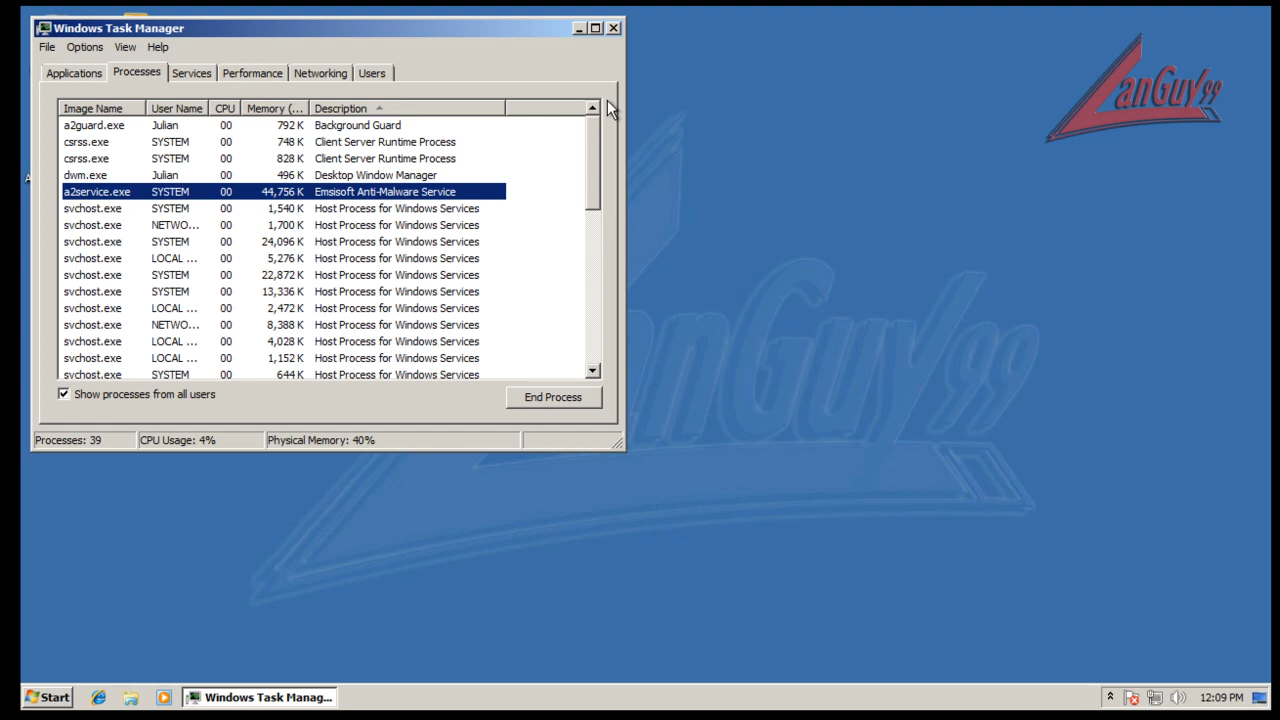 Windows Task Manager
File Options View Help
Applications Processes Services Performance Networking Users
Image Name User Name CPU Memory (... Description
a2guard.exe Julian 00 792 K Background Guard
csrss.exe SYSTEM 00 748 K Client Server Runtime Process
csrss.exe SYSTEM 00 828 K Client Server Runtime Process
dwm.exe Julian 00 496 K Desktop Window Manager
a2service.exe SYSTEM 00 44,756 K Emsisoft Anti-Malware Service
svchost.exe SYSTEM 00 1,540 K Host Process for Windows Services
svchost.exe NETWO... 00 1,700 K Host Process for Windows Services
svchost.exe SYSTEM 00 24,096 K Host Process for Windows Services
svchost.exe LOCAL ... 00 5,276 K Host Process for Windows Services
svchost.exe SYSTEM 00 22,872 K Host Process for Windows Services
svchost.exe SYSTEM 00 13,336 K Host Process for Windows Services
svchost.exe LOCAL ... 00 2,472 K Host Process for Windows Services
svchost.exe NETWO... 00 8,388 K Host Process for Windows Services
svchost.exe LOCAL ... 00 4,028 K Host Process for Windows Services
svchost.exe LOCAL ... 00 1,152 K Host Process for Windows Services
svchost.exe SYSTEM 00 644 K Host Process for Windows Services
Show processes from all users
End Process
Processes: 39 CPU Usage: 4% Physical Memory: 40%
LanGuy99
LanGuy99
Start Windows Task Manag... 12:09 PM